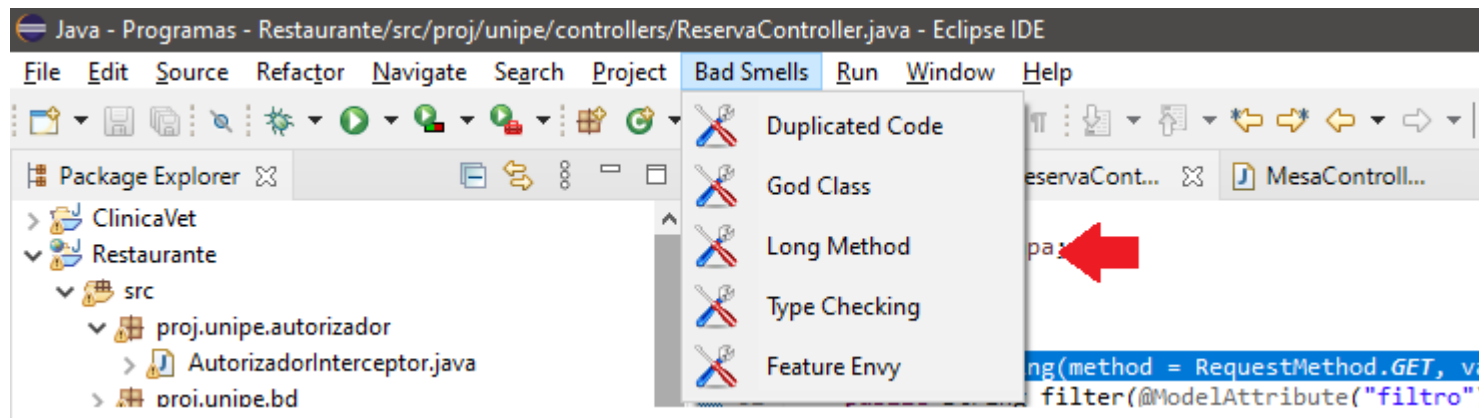 Java - Programas - Restaurante/src/proj/unipe/controllers/ReservaController.java - Eclipse IDE
File Edit Source Refactor Navigate Search Project Bad Smells Run Window Help
Duplicated Code
Package Explorer eservaCont... MesaControll...
God Class
ClinicaVet
Restaurante
Long Method pa;
src
Type Checking
proj.unipe.autorizador
AutorizadorInterceptor.java
Feature Envy ng(method = RequestMethod.GET, va
proj.unipe.bd filter(@ModelAttribute("filtro"